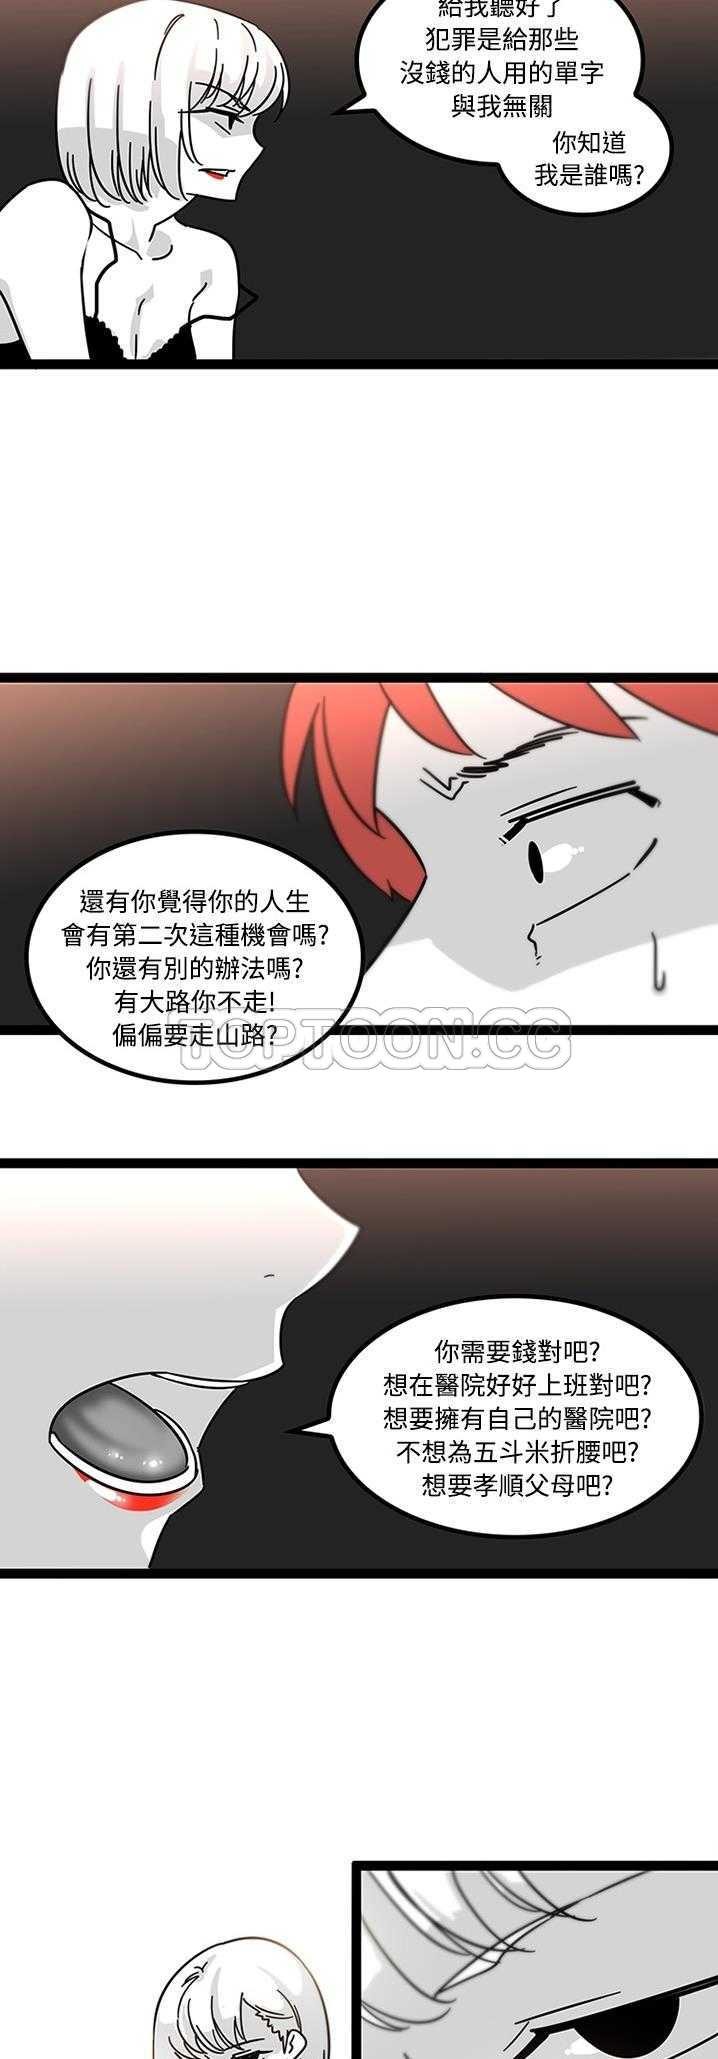 給我聽好了
犯罪是給那些
沒錢的人用的單字
與我無關
你知道
我是誰嗎?
還有你覺得你的人生
會有第二次這種機會嗎?
你還有別的辦法嗎?
有大路你不走!
偏偏要走山路?
TOPTOON.CC
你需要錢對吧?
想在醫院好好上班對吧?
想要擁有自己的醫院吧?
不想為五斗米折腰吧?
想要孝順父母吧?